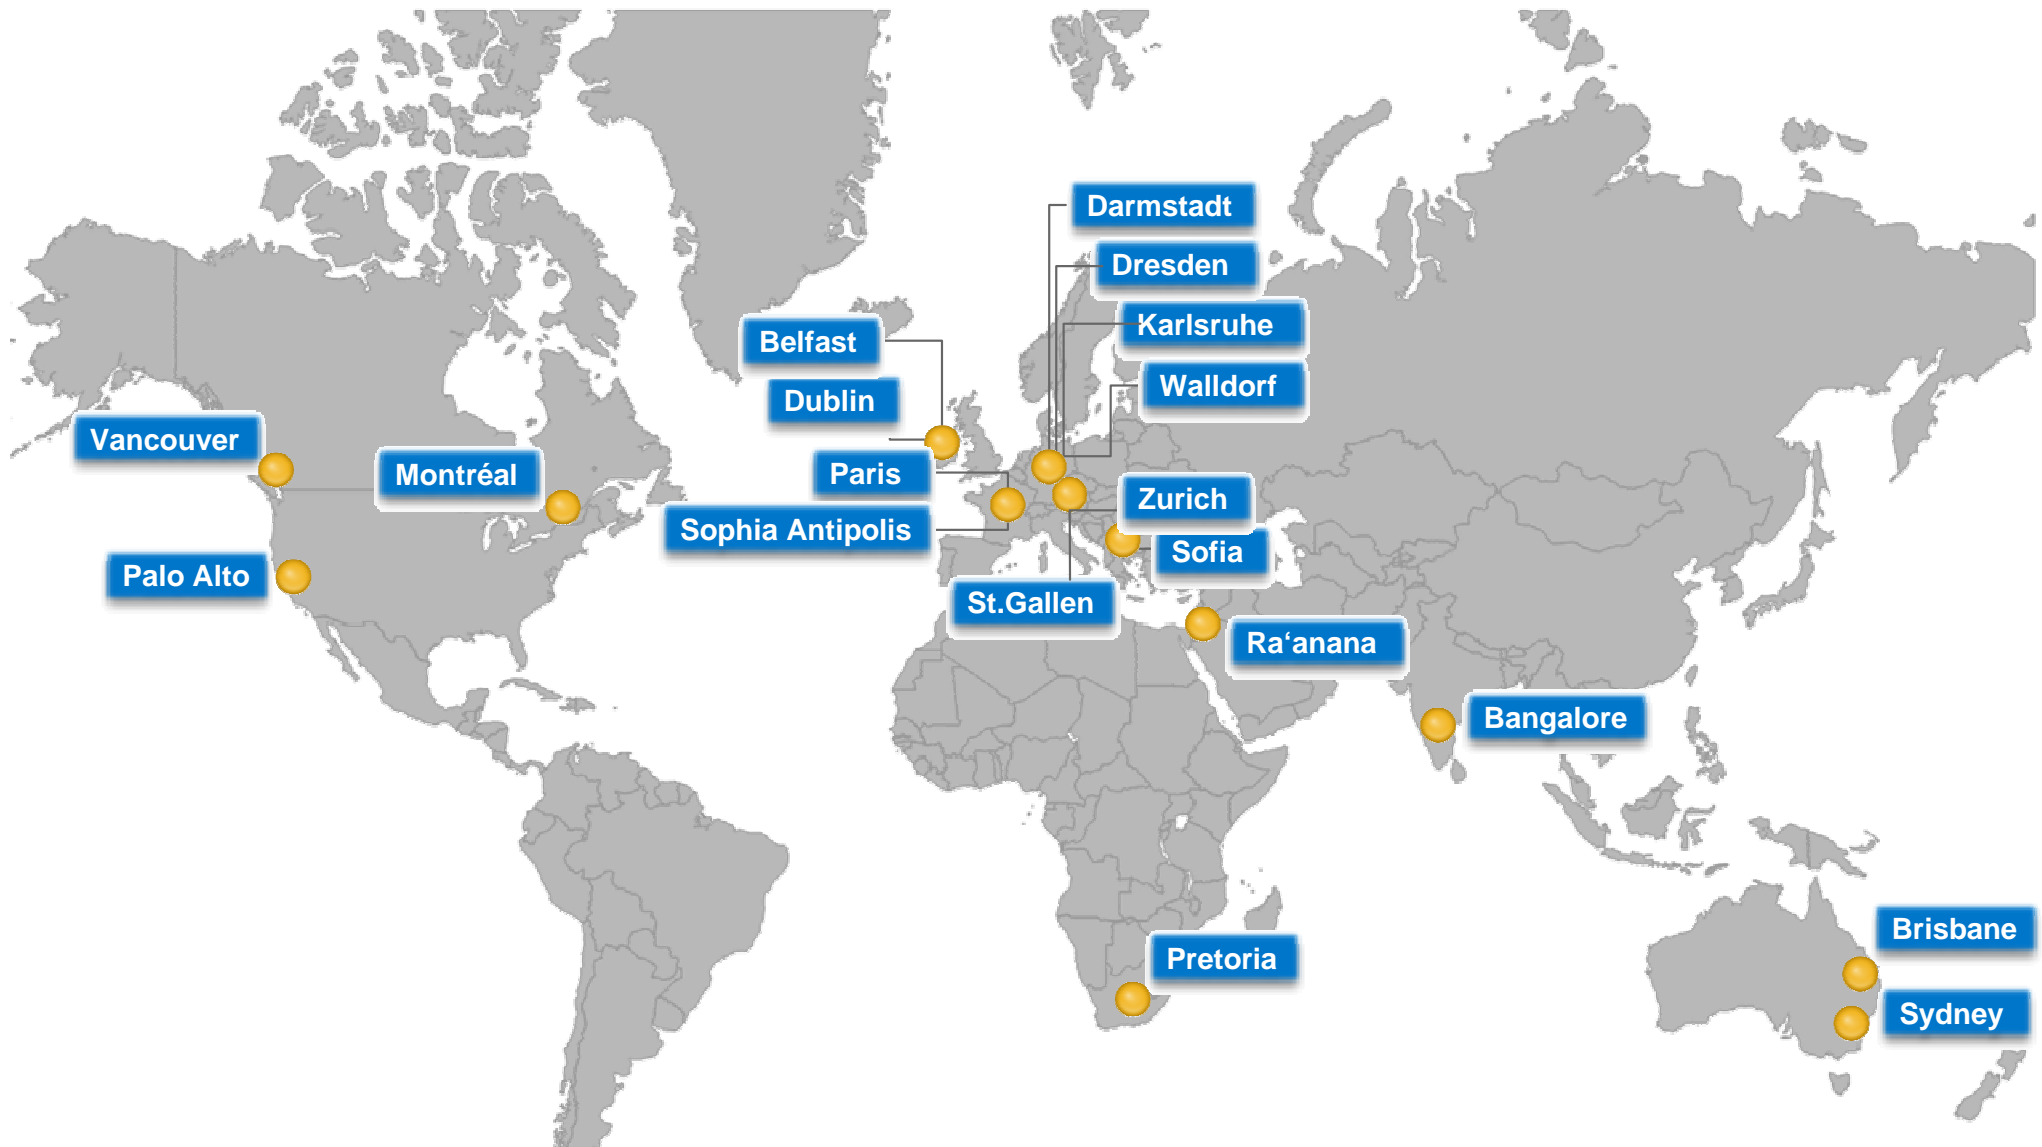 Darmstadt
Dresden
Karlsruhe
Belfast
Walldorf
Dublin
Vancouver
Montréal
Paris
Zurich
Sophia Antipolis
Sofia
Palo Alto
St.Gallen
Ra‘anana
Bangalore
Brisbane
Pretoria
Sydney